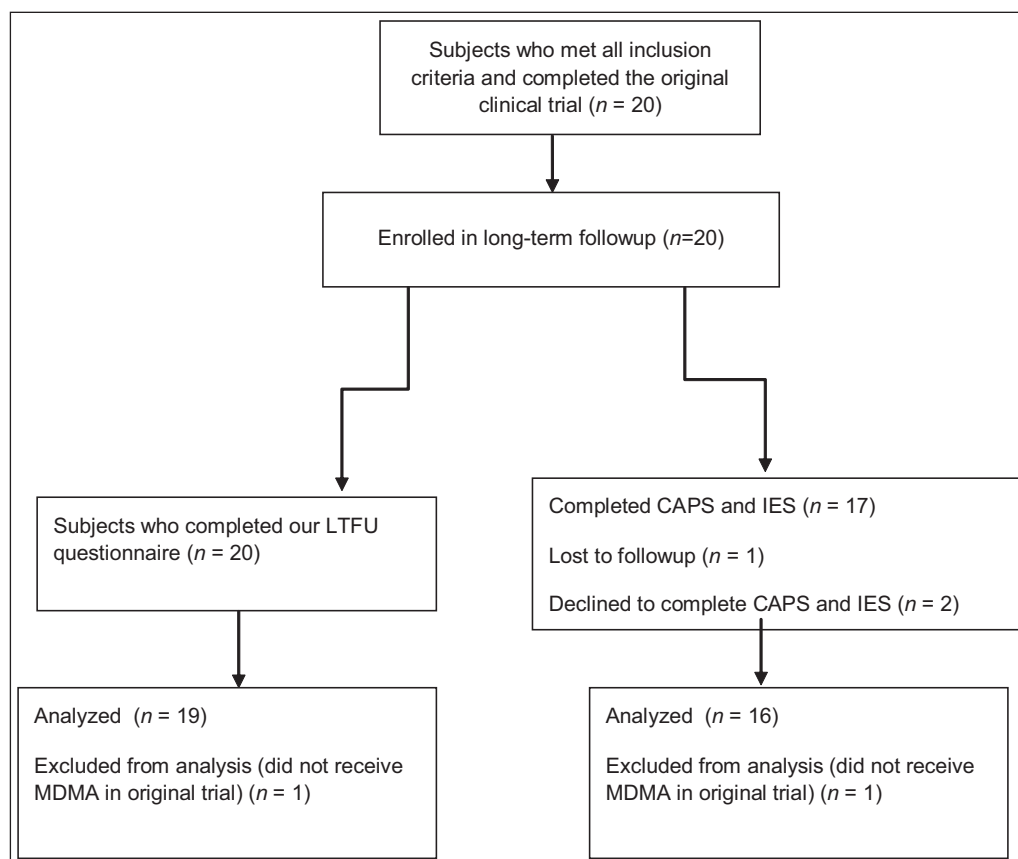 Subjects who met all inclusion
criteria and completed the original
clinical trial (n = 20)
Enrolled in long-term followup (n=20)
Subjects who completed our LTFU
questionnaire (n = 20)
Completed CAPS and IES (n = 17)
Lost to followup (n = 1)
Declined to complete CAPS and IES (n = 2)
Analyzed (n = 19)
Excluded from analysis (did not receive
MDMA in original trial) (n = 1)
Analyzed (n = 16)
Excluded from analysis (did not receive
MDMA in original trial) (n = 1)